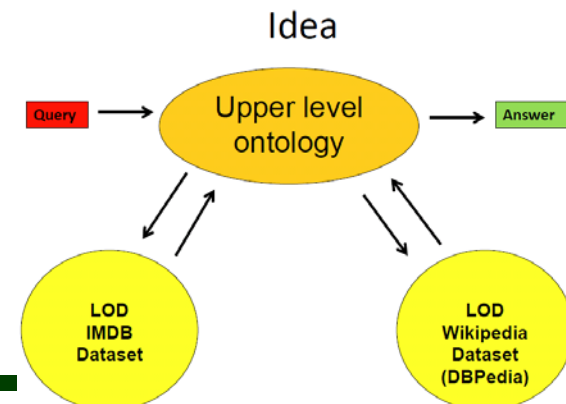 Idea
Query
Upper level
ontology
Answer
LOD
IMDB
Dataset
LOD
Wikipedia
Dataset
(DBPedia)